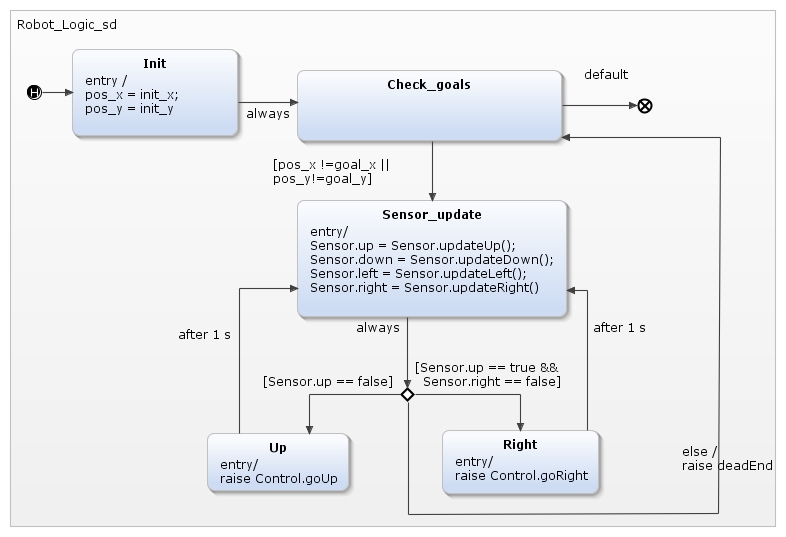 Robot_Logic_sd
Init
entry /
pos_x = init_x;
pos_y = init_y
H
always
Check_goals
default
[pos_x !=goal_x ||
pos_y!=goal_y]
Sensor_update
entry/
Sensor.up = Sensor.updateUp();
Sensor.down = Sensor.updateDown();
Sensor.left = Sensor.updateLeft();
Sensor.right = Sensor.updateRight()
after 1 s
always
after 1 s
[Sensor.up == false]
[Sensor.up == true &&
Sensor.right == false]
Up
entry/
raise Control.goUp
Right
entry/
raise Control.goRight
else /
raise deadEnd